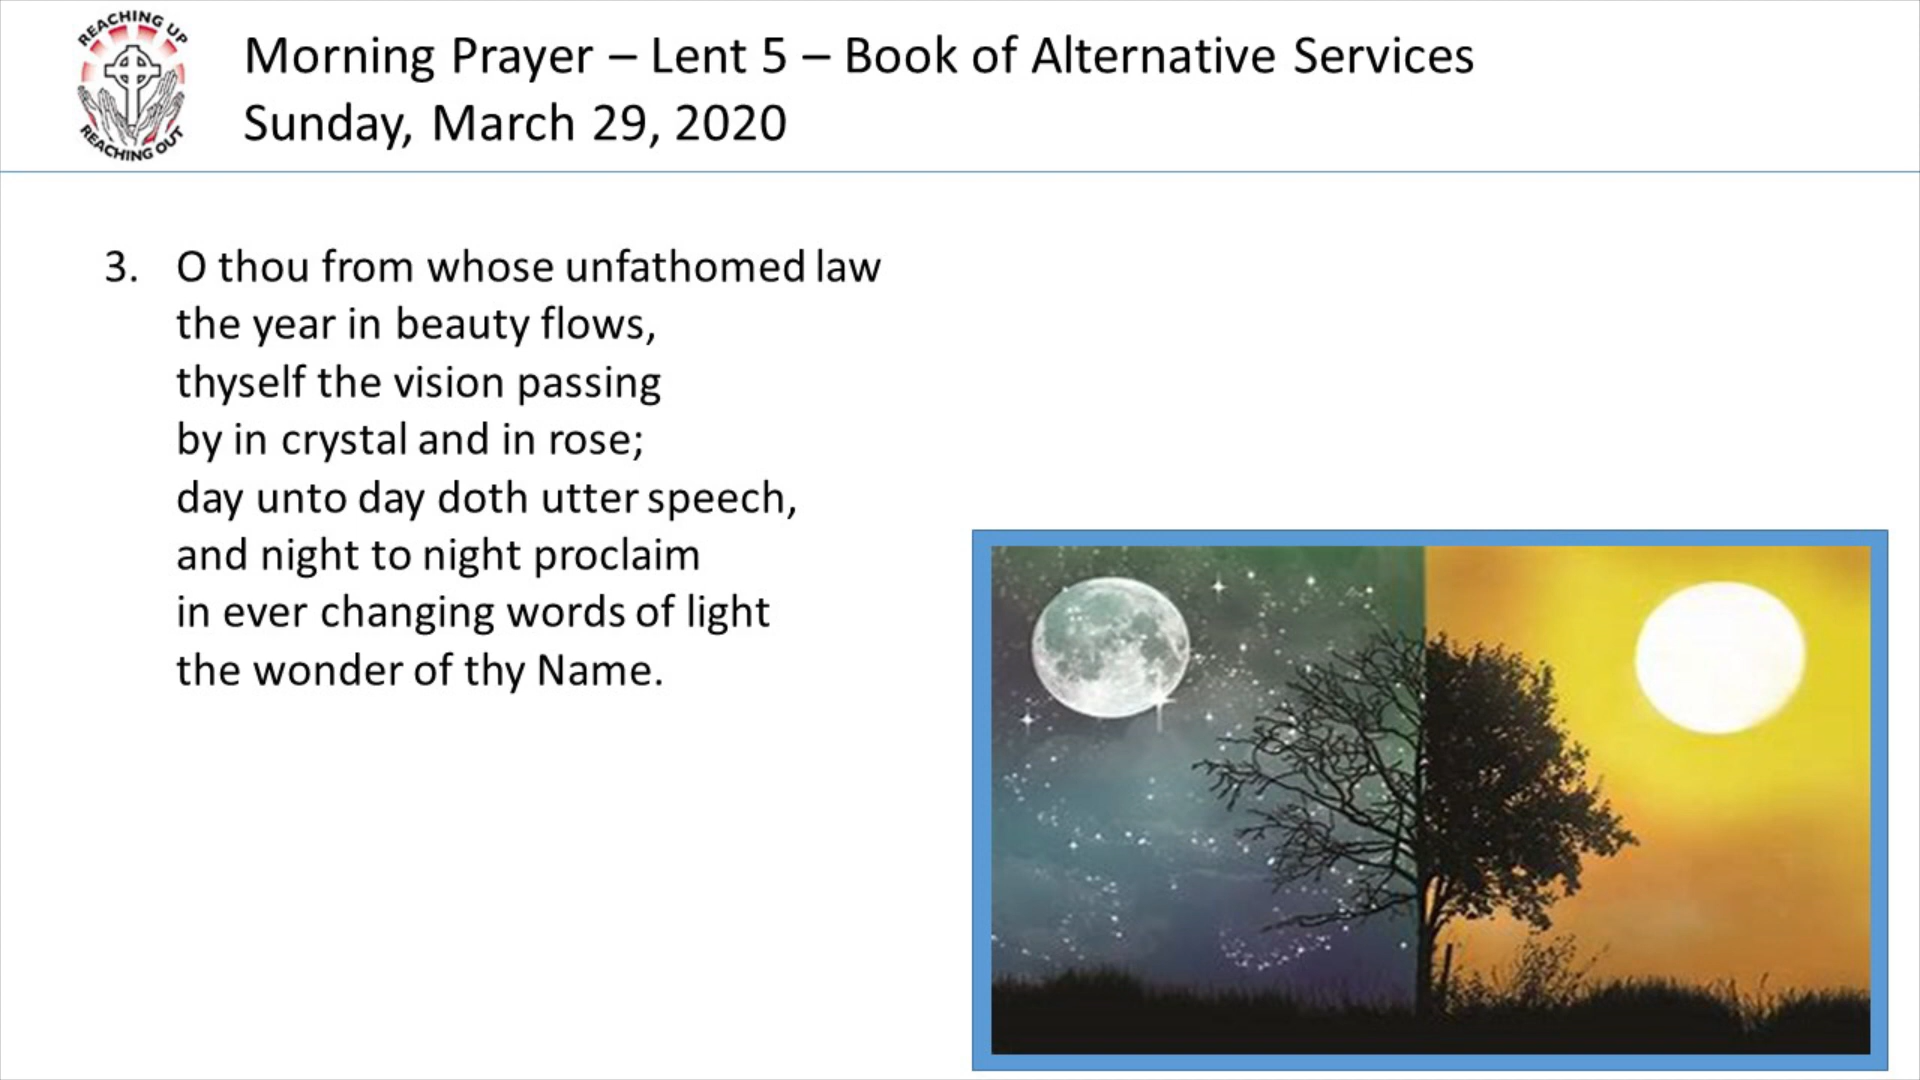 REACHING UP
REACHING OUT
Morning Prayer – Lent 5 – Book of Alternative Services
Sunday, March 29, 2020
3. O thou from whose unfathomed law
the year in beauty flows,
thyself the vision passing
by in crystal and in rose;
day unto day doth utter speech,
and night to night proclaim
in ever changing words of light
the wonder of thy Name.